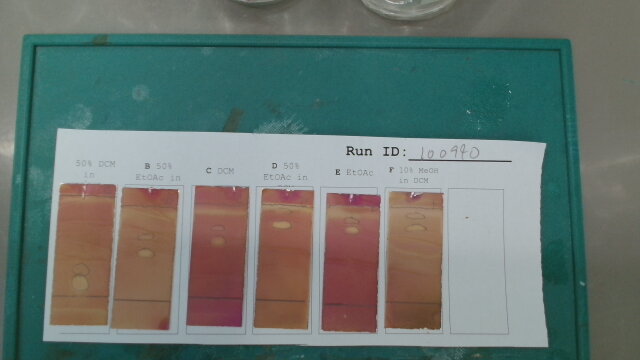 Run ID: 100940
50% DCM
in
B 50%
EtOAc in
C DCM
D 50%
EtOAc in
E EtOAc
F 10% MeOH
in DCM